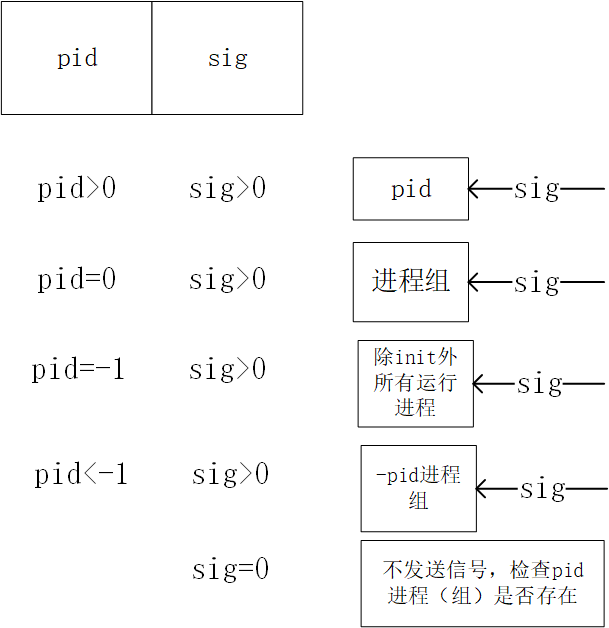 pid sig
pid>0 sig>0 pid sig
pid=0 sig>0 进程组 sig
pid=-1 sig>0 除init外
所有运行
进程
sig
pid<-1 sig>0 -pid进程
组
sig
sig=0 不发送信号，检查pid
进程（组）是否存在